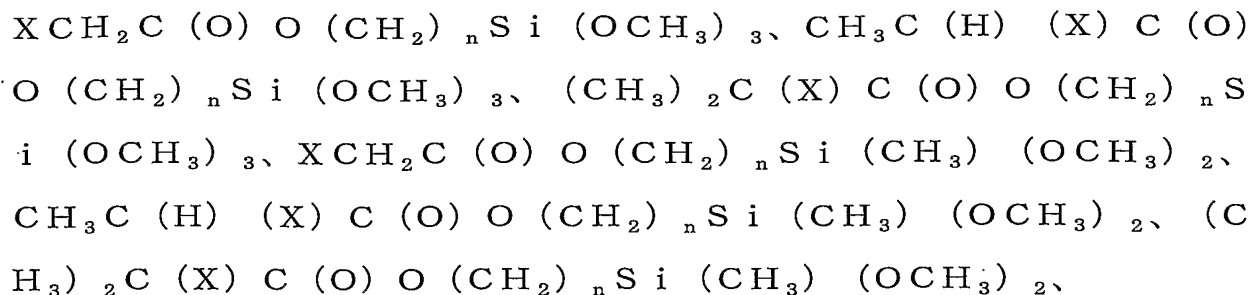 XCH₂C（O）O（CH₂）ₙSi（OCH₃）₃、CH₃C（H）（X）C（O）
O（CH₂）ₙSi（OCH₃）₃、（CH₃）₂C（X）C（O）O（CH₂）ₙS
i（OCH₃）₃、XCH₂C（O）O（CH₂）ₙSi（CH₃）（OCH₃）₂、
CH₃C（H）（X）C（O）O（CH₂）ₙSi（CH₃）（OCH₃）₂、（C
H₃）₂C（X）C（O）O（CH₂）ₙSi（CH₃）（OCH₃）₂、